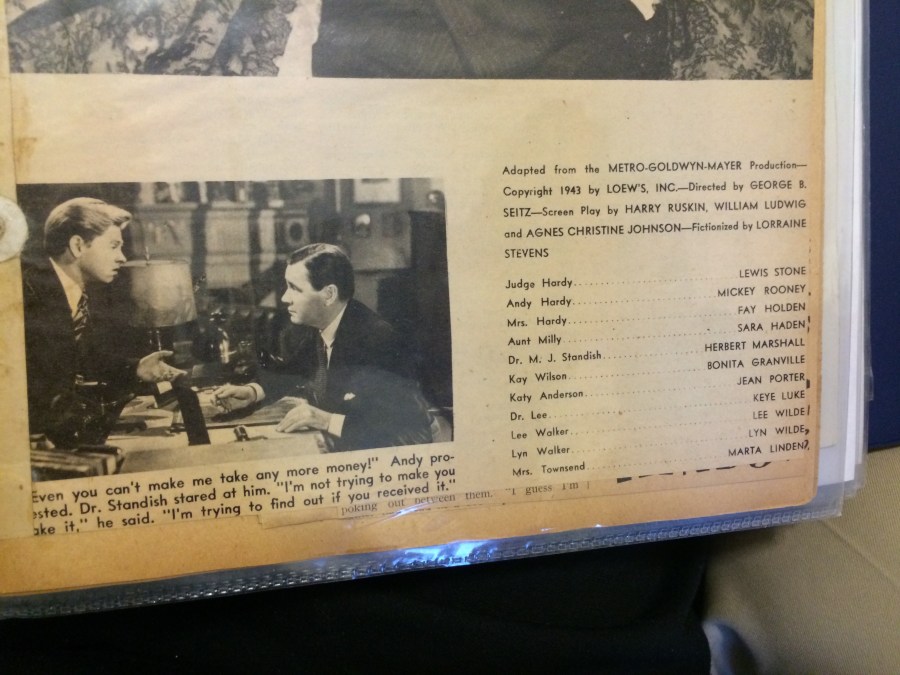 Adapted from the METRO-GOLDWYN-MAYER Production—
Copyright 1943 by LOEW'S, INC.—Directed by GEORGE B.
SEITZ—Screen Play by HARRY RUSKIN, WILLIAM LUDWIG
and AGNES CHRISTINE JOHNSON—Fictionized by LORRAINE
STEVENS
Judge Hardy LEWIS STONE
Andy Hardy MICKEY ROONEY
Mrs. Hardy FAY HOLDEN
Aunt Milly SARA HADEN
Dr. M. J. Standish HERBERT MARSHALL
Kay Wilson BONITA GRANVILLE
Katy Anderson JEAN PORTER
Dr. Lee KEYE LUKE
Lee Walker LEE WILDE
Lyn Walker LYN WILDE
Mrs. Townsend MARTA LINDEN
Even you can't make me take any more money!" Andy pro-
ested. Dr. Standish stared at him. "I'm not trying to make you
ake it," he said. "I'm trying to find out if you received it."
poking out between them. "I guess I'm